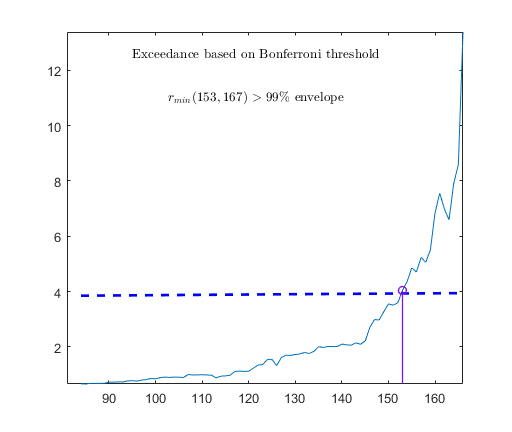 Exceedance based on Bonferroni threshold
r_min(153, 167) > 99% envelope
12
10
8
6
4
2
90 100 110 120 130 140 150 160